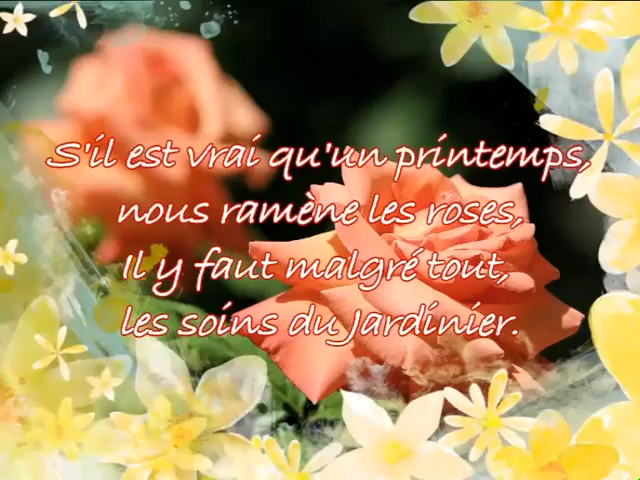 S'il est vrai qu'un printemps,
nous ramène les roses,
Il y faut malgré tout,
les soins du Jardinier.